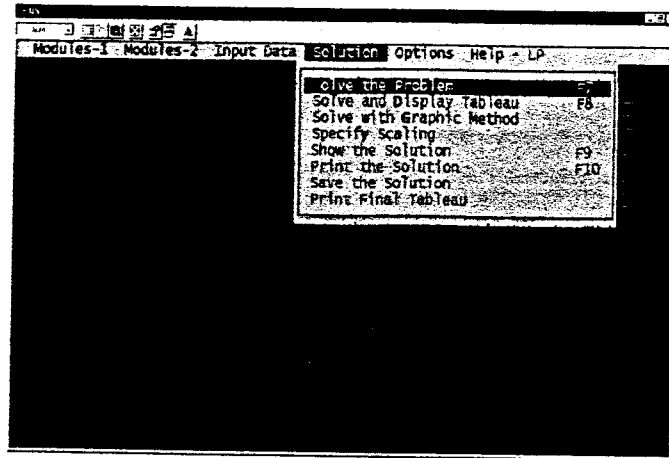 Modules-1 Modules-2 Input Data Solution Options Help - LP
olve the Problem F7
Solve and Display Tableau F8
Solve with Graphic Method
Specify Scaling
Show the Solution F9
Print the Solution F10
Save the Solution
Print Final Tableau